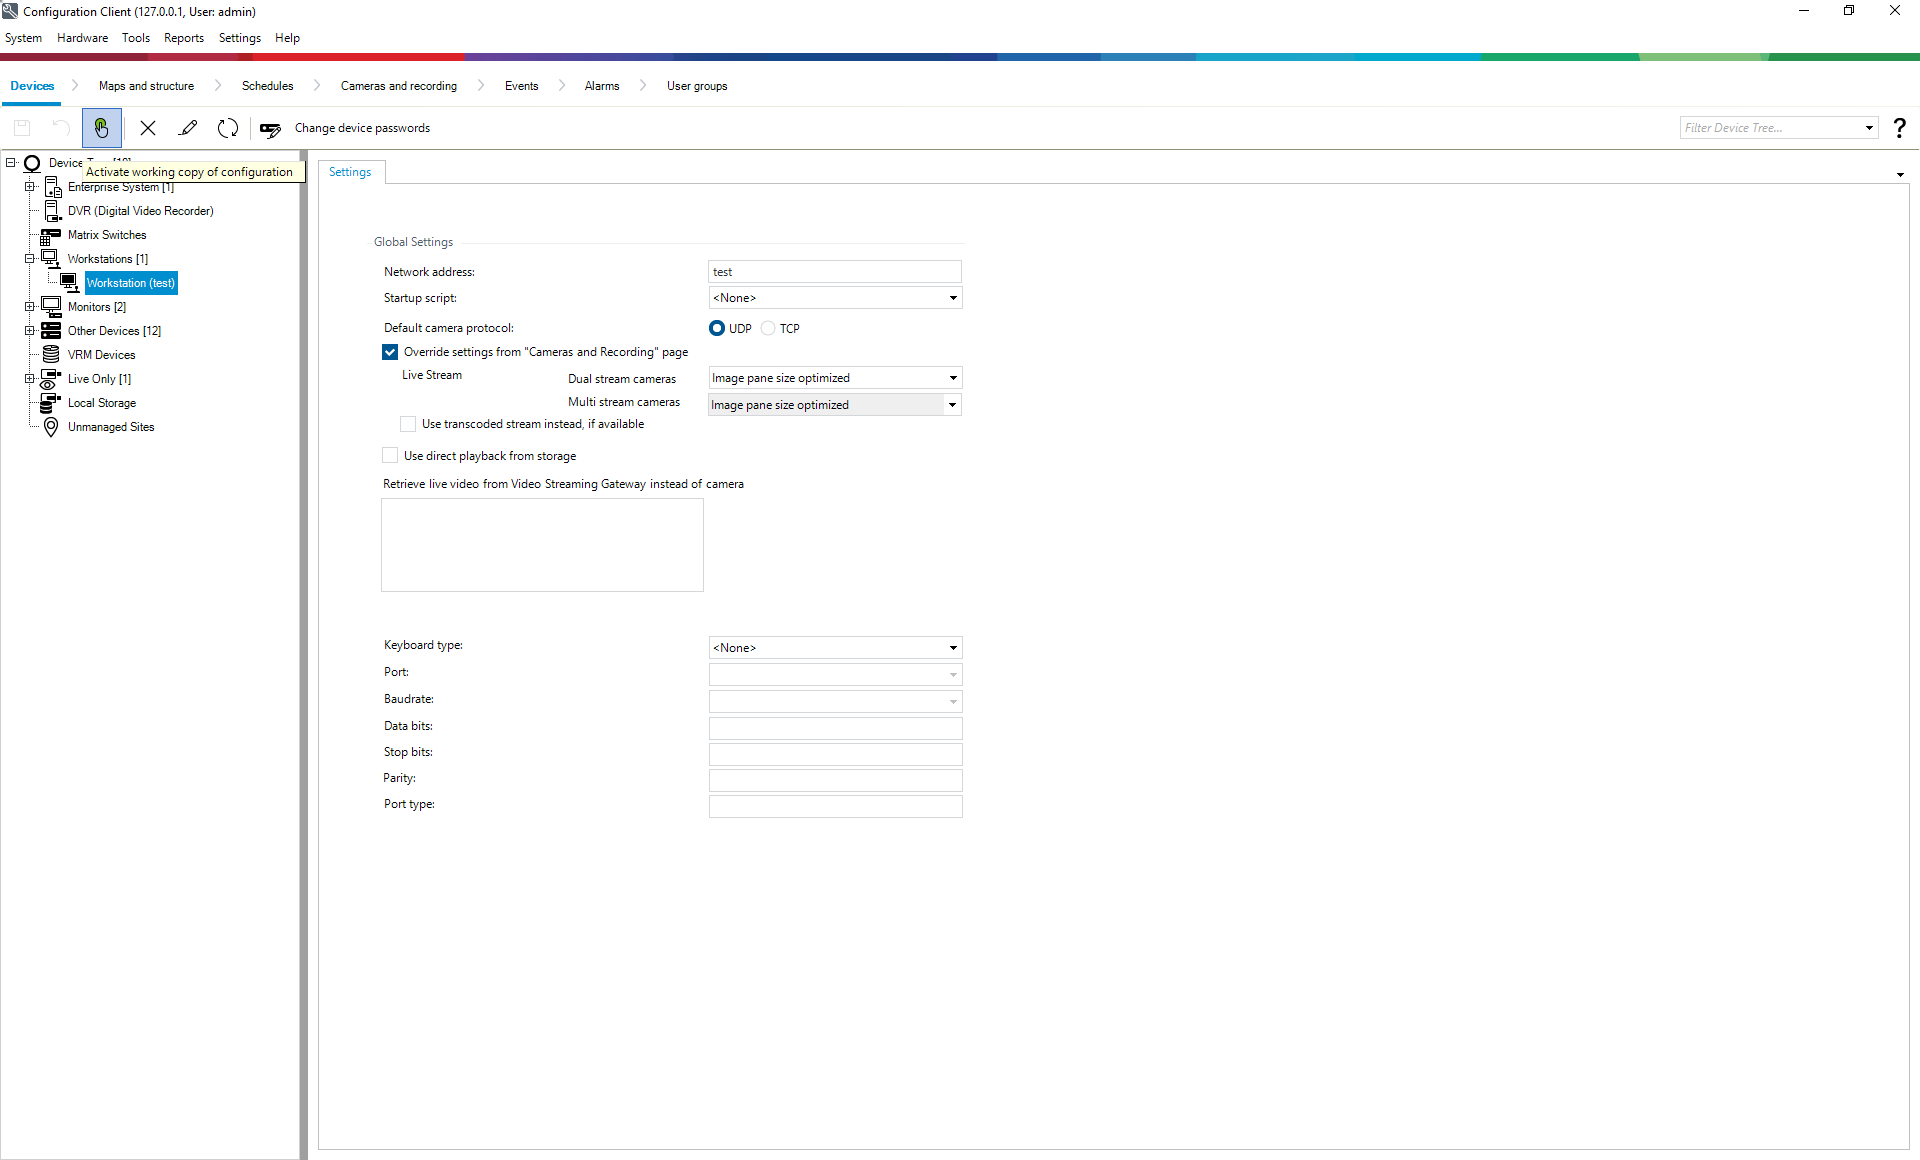 Configuration Client (127.0.0.1, User: admin)
System Hardware Tools Reports Settings Help
Devices Maps and structure Schedules Cameras and recording Events Alarms User groups
Change device passwords
Filter Device Tree...
?
Device
Activate working copy of configuration
Enterprise System [1]
DVR (Digital Video Recorder)
Matrix Switches
Workstations [1]
Workstation (test)
Monitors [2]
Other Devices [12]
VRM Devices
Live Only [1]
Local Storage
Unmanaged Sites
Settings
Global Settings
Network address: test
Startup script: <None>
Default camera protocol: UDP TCP
Override settings from "Cameras and Recording" page
Live Stream Dual stream cameras Image pane size optimized
Multi stream cameras Image pane size optimized
Use transcoded stream instead, if available
Use direct playback from storage
Retrieve live video from Video Streaming Gateway instead of camera
Keyboard type: <None>
Port:
Baudrate:
Data bits:
Stop bits:
Parity:
Port type: